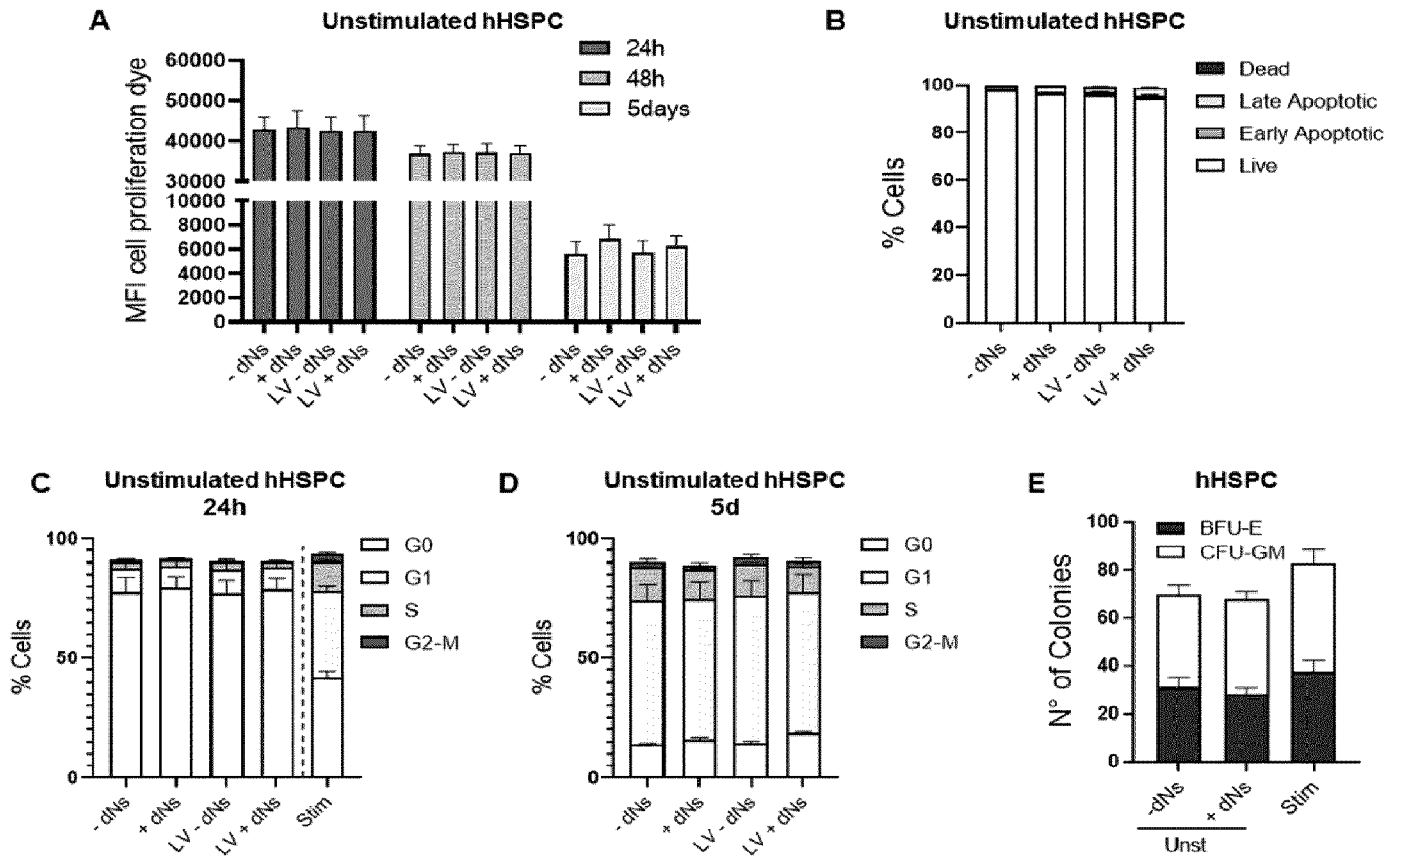 A
Unstimulated hHSPC
24h
48h
5days
MFI cell proliferation dye
60000
50000
40000
30000
10000
8000
6000
4000
2000
0
- dNs
+ dNs
LV - dNs
LV + dNs
- dNs
+ dNs
LV - dNs
LV + dNs
- dNs
+ dNs
LV - dNs
LV + dNs
B
Unstimulated hHSPC
Dead
Late Apoptotic
Early Apoptotic
Live
% Cells
100
80
60
40
20
0
- dNs
+ dNs
LV - dNs
LV + dNs
C
Unstimulated hHSPC
24h
G0
G1
S
G2-M
% Cells
100
50
0
- dNs
+ dNs
LV - dNs
LV + dNs
Stim
D
Unstimulated hHSPC
5d
G0
G1
S
G2-M
% Cells
100
50
0
- dNs
+ dNs
LV - dNs
LV + dNs
E
hHSPC
BFU-E
CFU-GM
N° of Colonies
100
80
60
40
20
0
-dNs
+ dNs
Stim
Unst